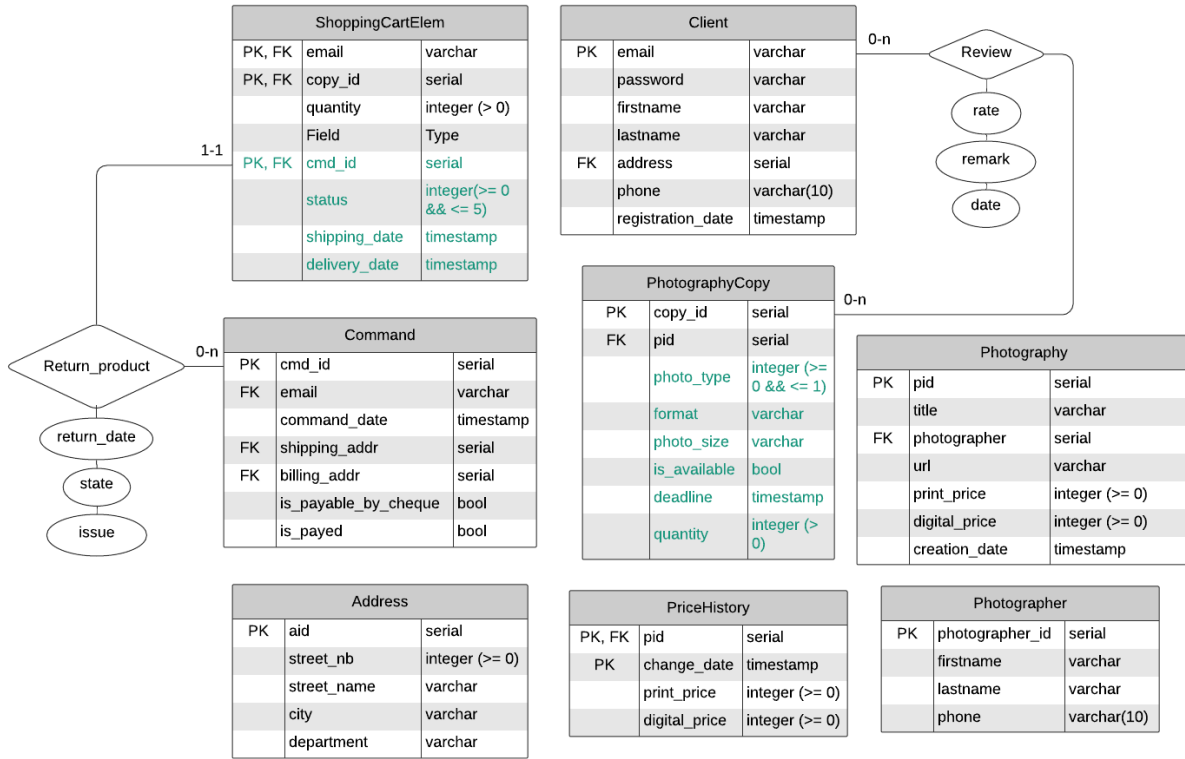 ShoppingCartElem
PK, FK email varchar
PK, FK copy_id serial
quantity integer (> 0)
Field Type
PK, FK cmd_id serial
status integer(>= 0
&& <= 5)
shipping_date timestamp
delivery_date timestamp
Client
PK email varchar
password varchar
firstname varchar
lastname varchar
FK address serial
phone varchar(10)
registration_date timestamp
0-n
Review
rate
remark
date
0-n
1-1
Return_product
0-n
return_date
state
issue
Command
PK cmd_id serial
FK email varchar
command_date timestamp
FK shipping_addr serial
FK billing_addr serial
is_payable_by_cheque bool
is_payed bool
PhotographyCopy
PK copy_id serial
FK pid serial
photo_type integer (>=
0 && <= 1)
format varchar
photo_size varchar
is_available bool
deadline timestamp
quantity integer (>
0)
Photography
PK pid serial
title varchar
FK photographer serial
url varchar
print_price integer (>= 0)
digital_price integer (>= 0)
creation_date timestamp
Address
PK aid serial
street_nb integer (>= 0)
street_name varchar
city varchar
department varchar
PriceHistory
PK, FK pid serial
PK change_date timestamp
print_price integer (>= 0)
digital_price integer (>= 0)
Photographer
PK photographer_id serial
firstname varchar
lastname varchar
phone varchar(10)